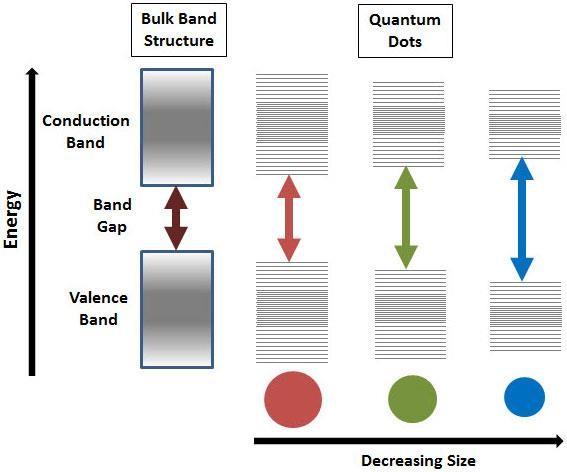 Bulk Band
Structure
Quantum
Dots
Conduction
Band
Band
Gap
Valence
Band
Energy
Decreasing Size